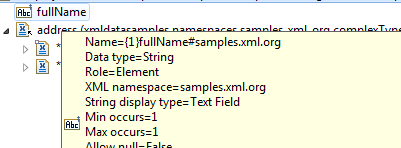 fullName
address (xmldatasamples.namespaces.samples.xml.org.complexType
Name={1}fullName#samples.xml.org
Data type=String
Role=Element
XML namespace=samples.xml.org
String display type=Text Field
Min occurs=1
Abc
Max occurs=1
Allow null=False